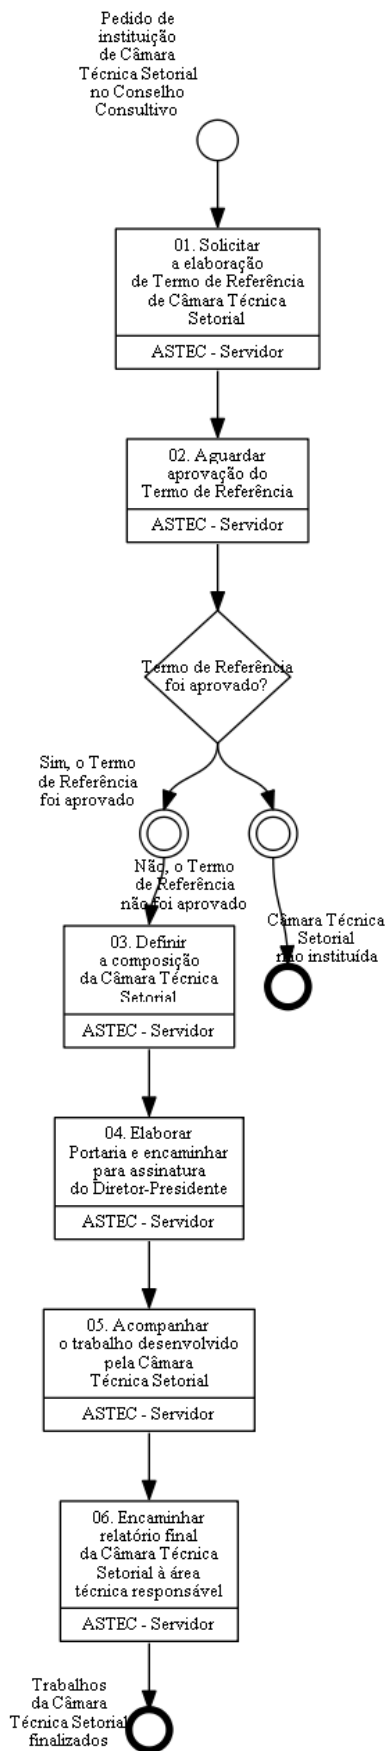 Pedido de
instituição
de Câmara
Técnica Setorial
no Conselho
Consultivo
01. Solicitar
a elaboração
de Termo de Referência
de Câmara Técnica
Setorial
ASTEC - Servidor
02. Aguardar
aprovação do
Termo de Referência
ASTEC - Servidor
Termo de Referência
foi aprovado?
Sim, o Termo
de Referência
foi aprovado
Não, o Termo
de Referência
não foi aprovado
Câmara Técnica
Setorial
não instituída
03. Definir
a composição
da Câmara Técnica
Setorial
ASTEC - Servidor
04. Elaborar
Portaria e encaminhar
para assinatura
do Diretor-Presidente
ASTEC - Servidor
05. Acompanhar
o trabalho desenvolvido
pela Câmara
Técnica Setorial
ASTEC - Servidor
06. Encaminhar
relatório final
da Câmara Técnica
Setorial à área
técnica responsável
ASTEC - Servidor
Trabalhos
da Câmara
Técnica Setorial
finalizados